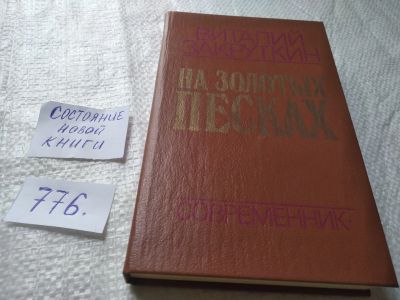 ВИТАЛИЙ
ЗАКРУТКИН
НА ЗОЛОТЫХ
ПЕСКАХ
СОВРЕМЕННИК
СОСТОЯНИЕ
НОВОЙ
КНИГИ
776.